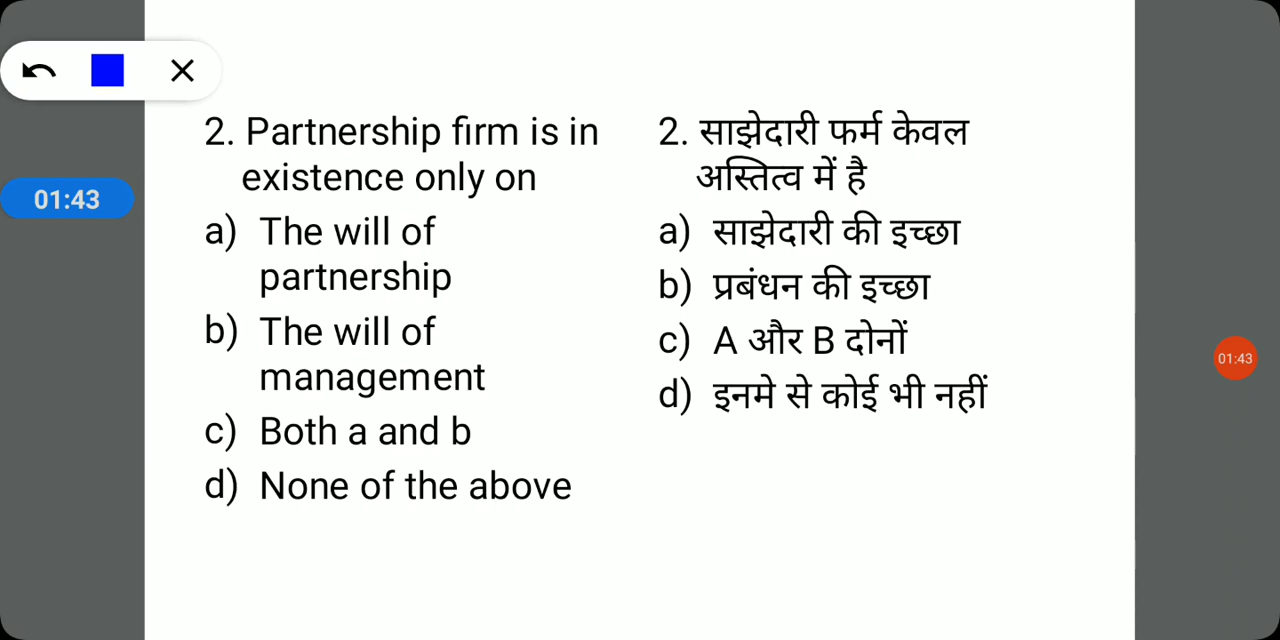 2. Partnership firm is in
existence only on
a) The will of
partnership
b) The will of
management
c) Both a and b
d) None of the above
2. साझेदारी फर्म केवल
अस्तित्व में है
a) साझेदारी की इच्छा
b) प्रबंधन की इच्छा
c) A और B दोनों
d) इनमे से कोई भी नहीं
01:43
01:43